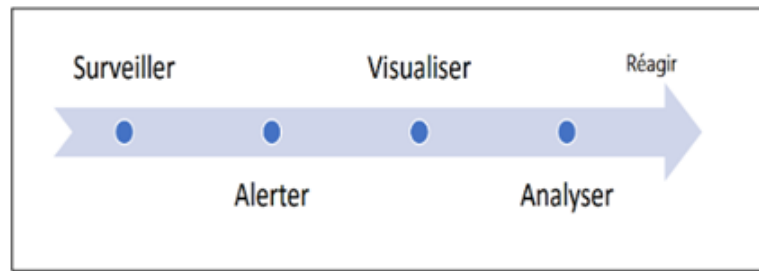 Surveiller
Alerter
Visualiser
Analyser
Réagir